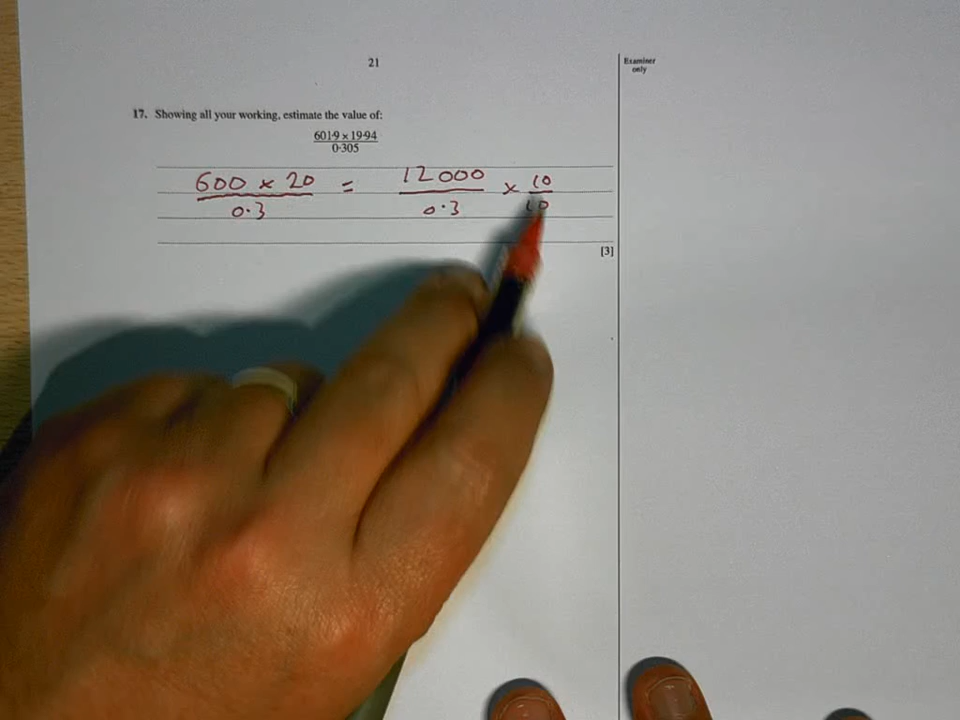 21
Examiner
only
17. Showing all your working, estimate the value of:
601·9 × 19·94
0·305
600 × 20 = 12000 × 10
0·3 0·3 10
[3]